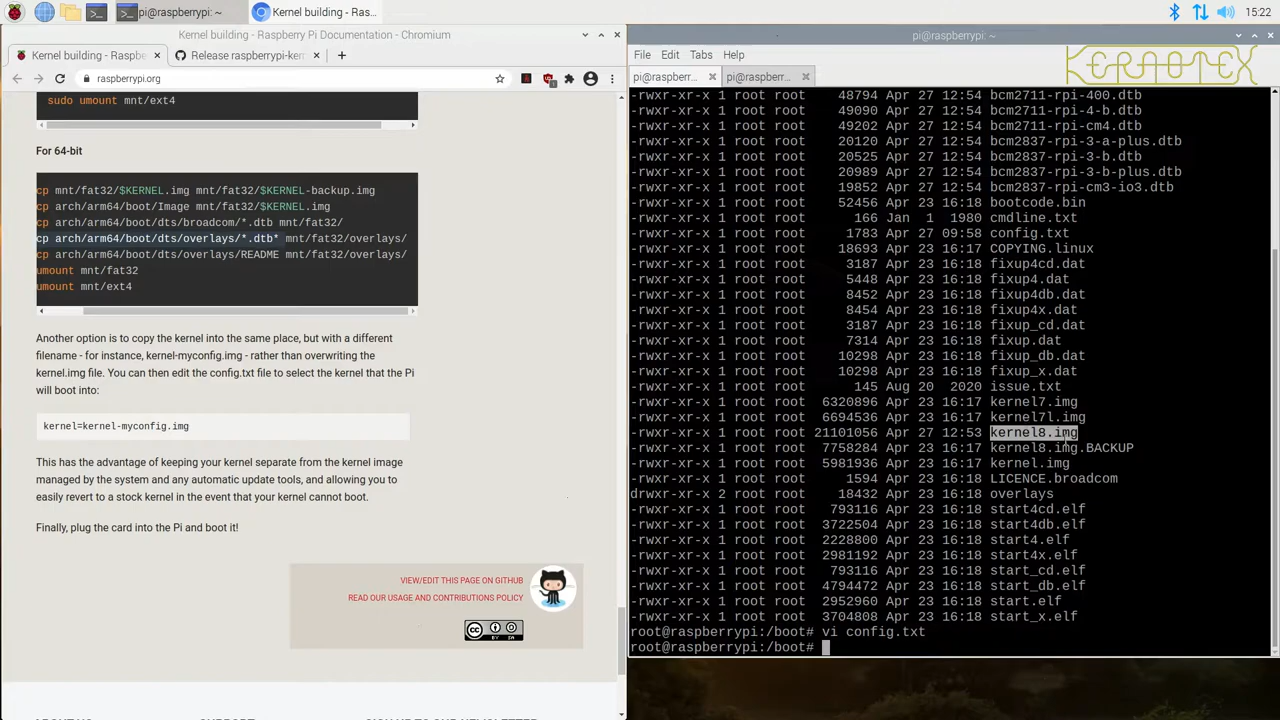 pi@raspberrypi: ~
Kernel building - Ras...
15:22
Kernel building - Raspberry Pi Documentation - Chromium
Kernel building - Raspb
Release raspberrypi-kern
raspberrypi.org
sudo umount mnt/ext4
For 64-bit
cp mnt/fat32/$KERNEL.img mnt/fat32/$KERNEL-backup.img
cp arch/arm64/boot/Image mnt/fat32/$KERNEL.img
cp arch/arm64/boot/dts/broadcom/*.dtb mnt/fat32/
cp arch/arm64/boot/dts/overlays/*.dtb* mnt/fat32/overlays/
cp arch/arm64/boot/dts/overlays/README mnt/fat32/overlays/
umount mnt/fat32
umount mnt/ext4
Another option is to copy the kernel into the same place, but with a different
filename - for instance, kernel-myconfig.img - rather than overwriting the
kernel.img file. You can then edit the config.txt file to select the kernel that the Pi
will boot into:
kernel=kernel-myconfig.img
This has the advantage of keeping your kernel separate from the kernel image
managed by the system and any automatic update tools, and allowing you to
easily revert to a stock kernel in the event that your kernel cannot boot.
Finally, plug the card into the Pi and boot it!
VIEW/EDIT THIS PAGE ON GITHUB
READ OUR USAGE AND CONTRIBUTIONS POLICY
pi@raspberrypi: ~
File Edit Tabs Help
pi@raspberr...
pi@raspberr...
-rwxr-xr-x 1 root root 48794 Apr 27 12:54 bcm2711-rpi-400.dtb
-rwxr-xr-x 1 root root 49090 Apr 27 12:54 bcm2711-rpi-4-b.dtb
-rwxr-xr-x 1 root root 49202 Apr 27 12:54 bcm2711-rpi-cm4.dtb
-rwxr-xr-x 1 root root 20120 Apr 27 12:54 bcm2837-rpi-3-a-plus.dtb
-rwxr-xr-x 1 root root 20525 Apr 27 12:54 bcm2837-rpi-3-b.dtb
-rwxr-xr-x 1 root root 20989 Apr 27 12:54 bcm2837-rpi-3-b-plus.dtb
-rwxr-xr-x 1 root root 19852 Apr 27 12:54 bcm2837-rpi-cm3-io3.dtb
-rwxr-xr-x 1 root root 52456 Apr 23 16:18 bootcode.bin
-rwxr-xr-x 1 root root 166 Jan 1 1980 cmdline.txt
-rwxr-xr-x 1 root root 1783 Apr 27 09:58 config.txt
-rwxr-xr-x 1 root root 18693 Apr 23 16:18 COPYING.linux
-rwxr-xr-x 1 root root 3187 Apr 23 16:18 fixup4cd.dat
-rwxr-xr-x 1 root root 5448 Apr 23 16:18 fixup4.dat
-rwxr-xr-x 1 root root 8452 Apr 23 16:18 fixup4db.dat
-rwxr-xr-x 1 root root 8454 Apr 23 16:18 fixup4x.dat
-rwxr-xr-x 1 root root 3187 Apr 23 16:18 fixup_cd.dat
-rwxr-xr-x 1 root root 7314 Apr 23 16:18 fixup.dat
-rwxr-xr-x 1 root root 10298 Apr 23 16:18 fixup_db.dat
-rwxr-xr-x 1 root root 10298 Apr 23 16:18 fixup_x.dat
-rwxr-xr-x 1 root root 145 Aug 20 2020 issue.txt
-rwxr-xr-x 1 root root 6320896 Apr 23 16:17 kernel7.img
-rwxr-xr-x 1 root root 6694536 Apr 23 16:17 kernel7l.img
-rwxr-xr-x 1 root root 21101056 Apr 27 12:53 kernel8.img
-rwxr-xr-x 1 root root 7758284 Apr 23 16:17 kernel8.img.BACKUP
-rwxr-xr-x 1 root root 5981936 Apr 23 16:17 kernel.img
-rwxr-xr-x 1 root root 1594 Apr 23 16:18 LICENCE.broadcom
drwxr-xr-x 2 root root 18432 Apr 23 16:18 overlays
-rwxr-xr-x 1 root root 793116 Apr 23 16:18 start4cd.elf
-rwxr-xr-x 1 root root 3722504 Apr 23 16:18 start4db.elf
-rwxr-xr-x 1 root root 2228800 Apr 23 16:18 start4.elf
-rwxr-xr-x 1 root root 2981192 Apr 23 16:18 start4x.elf
-rwxr-xr-x 1 root root 793116 Apr 23 16:18 start_cd.elf
-rwxr-xr-x 1 root root 4794472 Apr 23 16:18 start_db.elf
-rwxr-xr-x 1 root root 2952960 Apr 23 16:18 start.elf
-rwxr-xr-x 1 root root 3704808 Apr 23 16:18 start_x.elf
root@raspberrypi:/boot# vi config.txt
root@raspberrypi:/boot#